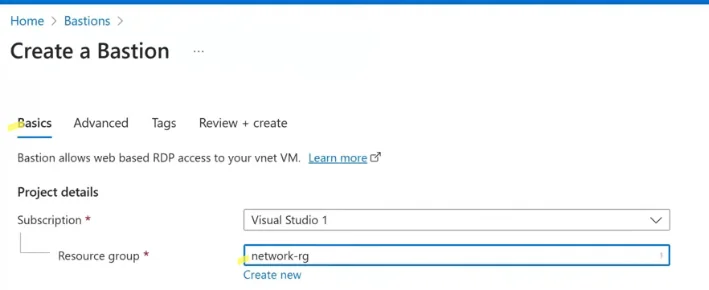 Home > Bastions >
Create a Bastion ...
Basics Advanced Tags Review + create
Bastion allows web based RDP access to your vnet VM. Learn more
Project details
Subscription * Visual Studio 1
Resource group * network-rg
Create new